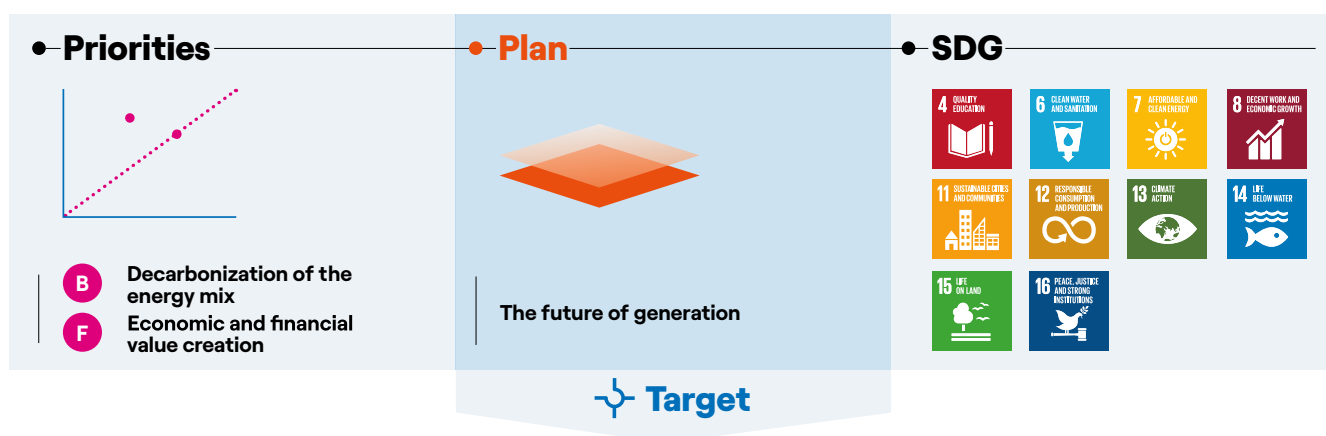 Priorities
Plan
SDG
4 QUALITY
EDUCATION
6 CLEAN WATER
AND SANITATION
7 AFFORDABLE AND
CLEAN ENERGY
8 DECENT WORK AND
ECONOMIC GROWTH
11 SUSTAINABLE CITIES
AND COMMUNITIES
12 RESPONSIBLE
CONSUMPTION
AND PRODUCTION
13 CLIMATE
ACTION
14 LIFE
BELOW WATER
15 LIFE
ON LAND
16 PEACE, JUSTICE
AND STRONG
INSTITUTIONS
B Decarbonization of the
energy mix
F Economic and financial
value creation
The future of generation
Target